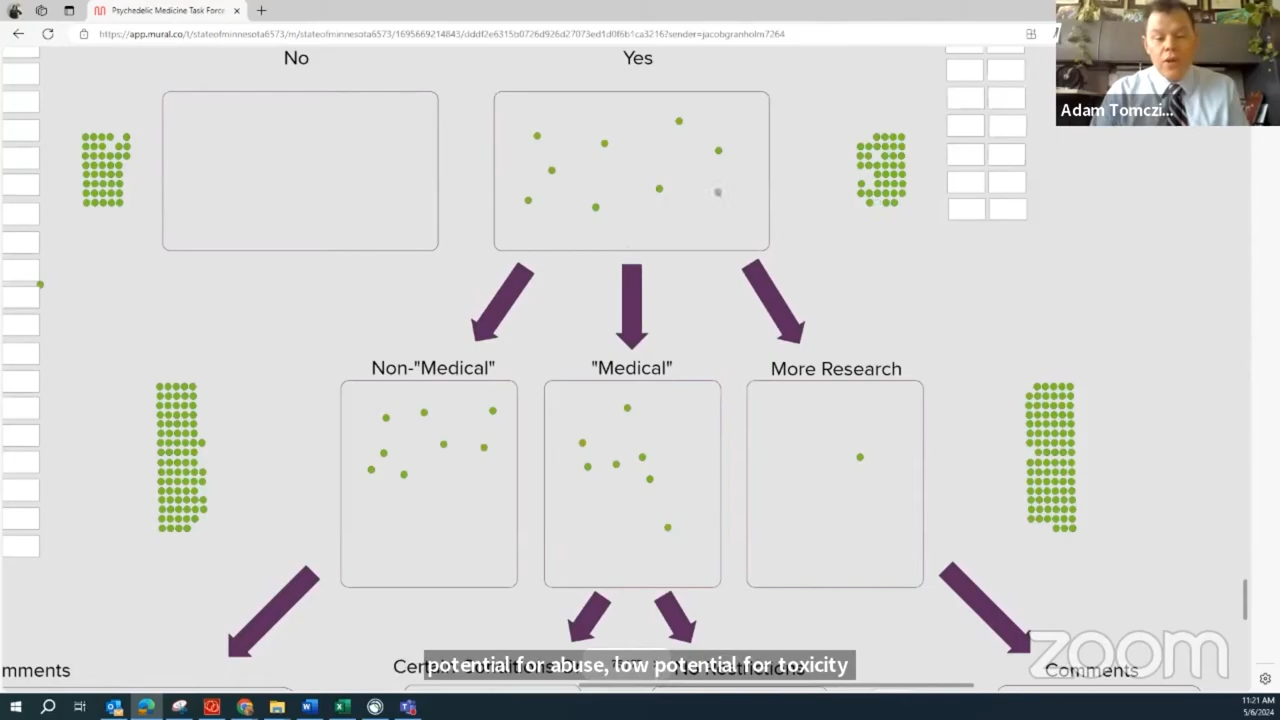 Psychedelic Medicine Task Force
https://app.mural.co/t/stateofminnesota6573/m/stateofminnesota6573/1695669214843/dddf2e6315b0726d926d27073ed1d0f6b1ca3216?sender=jacobgranholm7264
Adam Tomczi...
No
Yes
Non-"Medical"
"Medical"
More Research
mments
potential for abuse, low potential for toxicity
No Restrictions
Comments
zoom
11:21 AM
5/6/2024